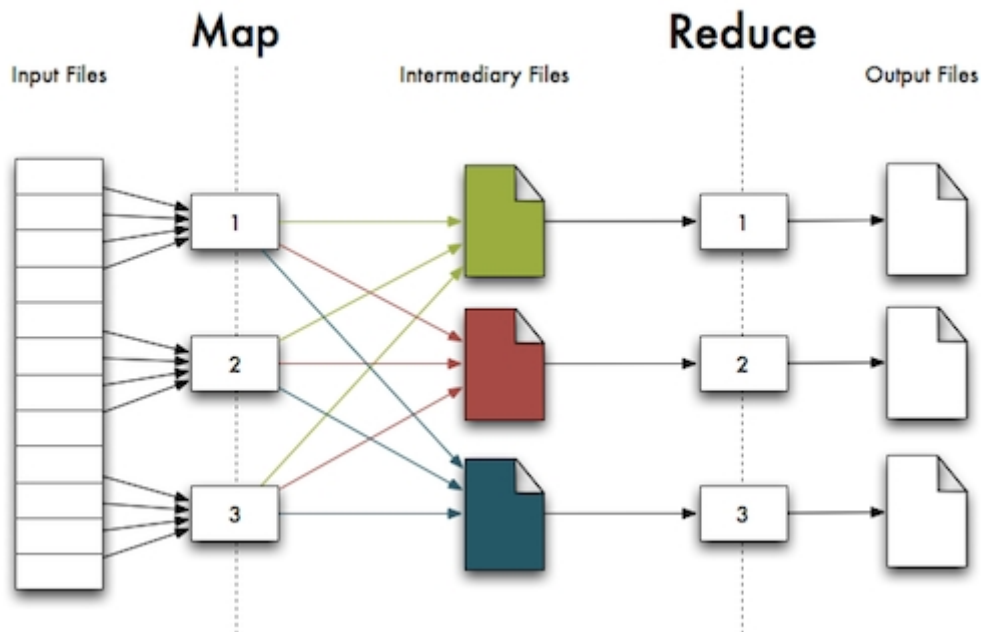 Map
Reduce
Input Files
Intermediary Files
Output Files
1
1
2
2
3
3